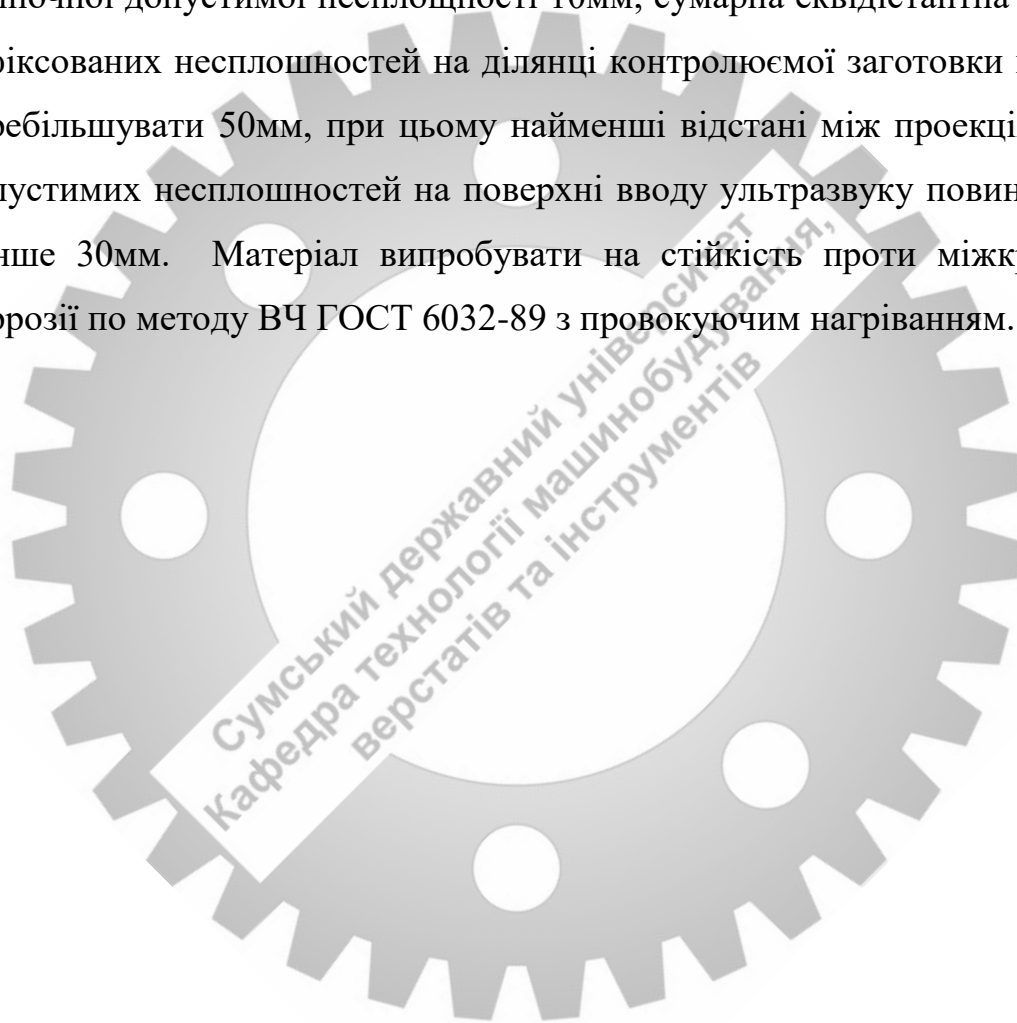 допустимої несплощності 10мм, сумарна еквідістантна
фіксованих несплошностей на ділянці контролюємої заготовки
ребільшувати 50мм, при цьому найменші відстані між проекці
пустимих несплошностей на поверхні вводу ультразвуку повин
нше 30мм. Матеріал випробувати на стійкість проти міжк
розії по методу ВЧ ГОСТ 6032-89 з провокуючим нагріванням.
Сумський державний університет
Кафедра технології машинобудування,
верстатів та інструментів